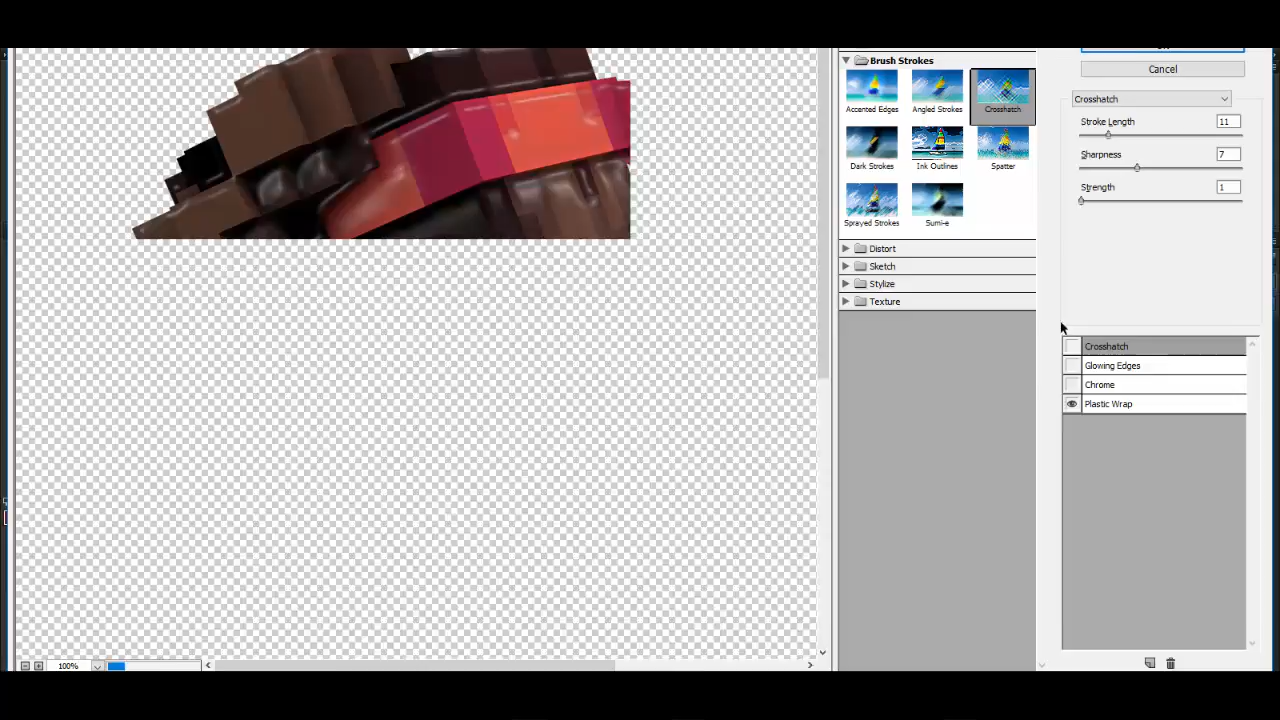 Brush Strokes
Cancel
Accented Edges
Angled Strokes
Crosshatch
Crosshatch
Stroke Length
11
Dark Strokes
Ink Outlines
Spatter
Sharpness
7
Sprayed Strokes
Sumi-e
Strength
1
Distort
Sketch
Stylize
Texture
Crosshatch
Glowing Edges
Chrome
Plastic Wrap
100%